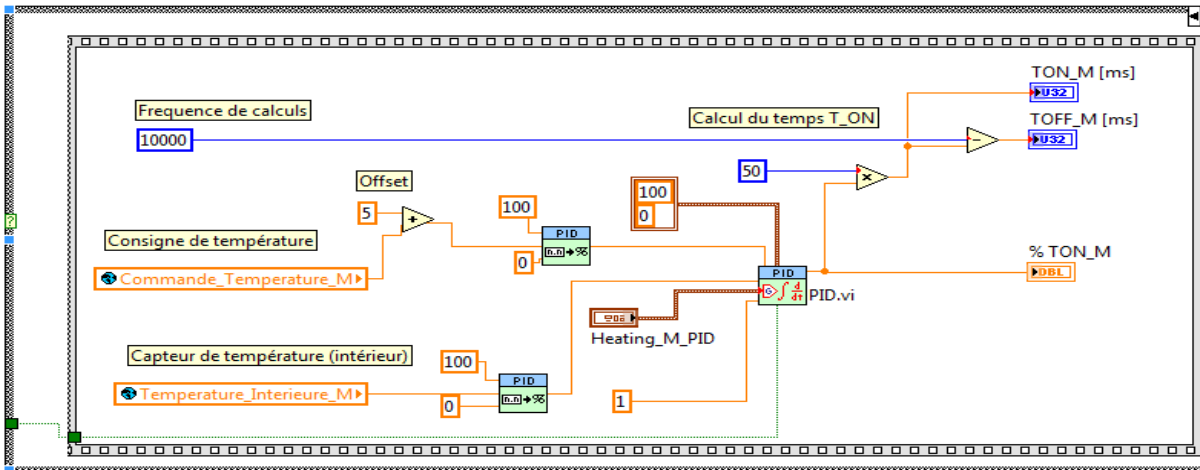 TON_M [ms]
U32
Frequence de calculs
Calcul du temps T_ON
TOFF_M [ms]
10000
U32
50
Offset
5
100
PID
n.n→%
0
100
0
Consigne de température
Commande_Temperature_M
% TON_M
DBL
PID
PID.vi
Heating_M_PID
Capteur de température (intérieur)
100
PID
n.n→%
Temperature_Interieure_M
0
1
?